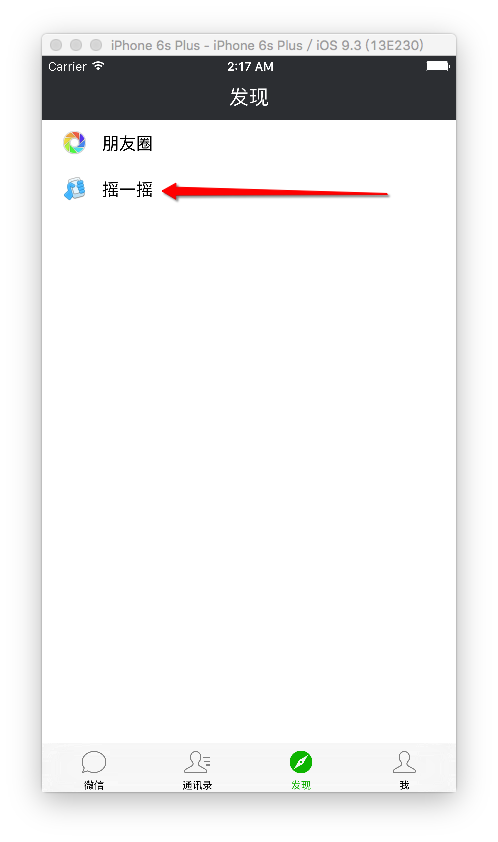 iPhone 6s Plus - iPhone 6s Plus / iOS 9.3 (13E230)
Carrier 2:17 AM
发现
朋友圈
摇一摇
微信 通讯录 发现 我